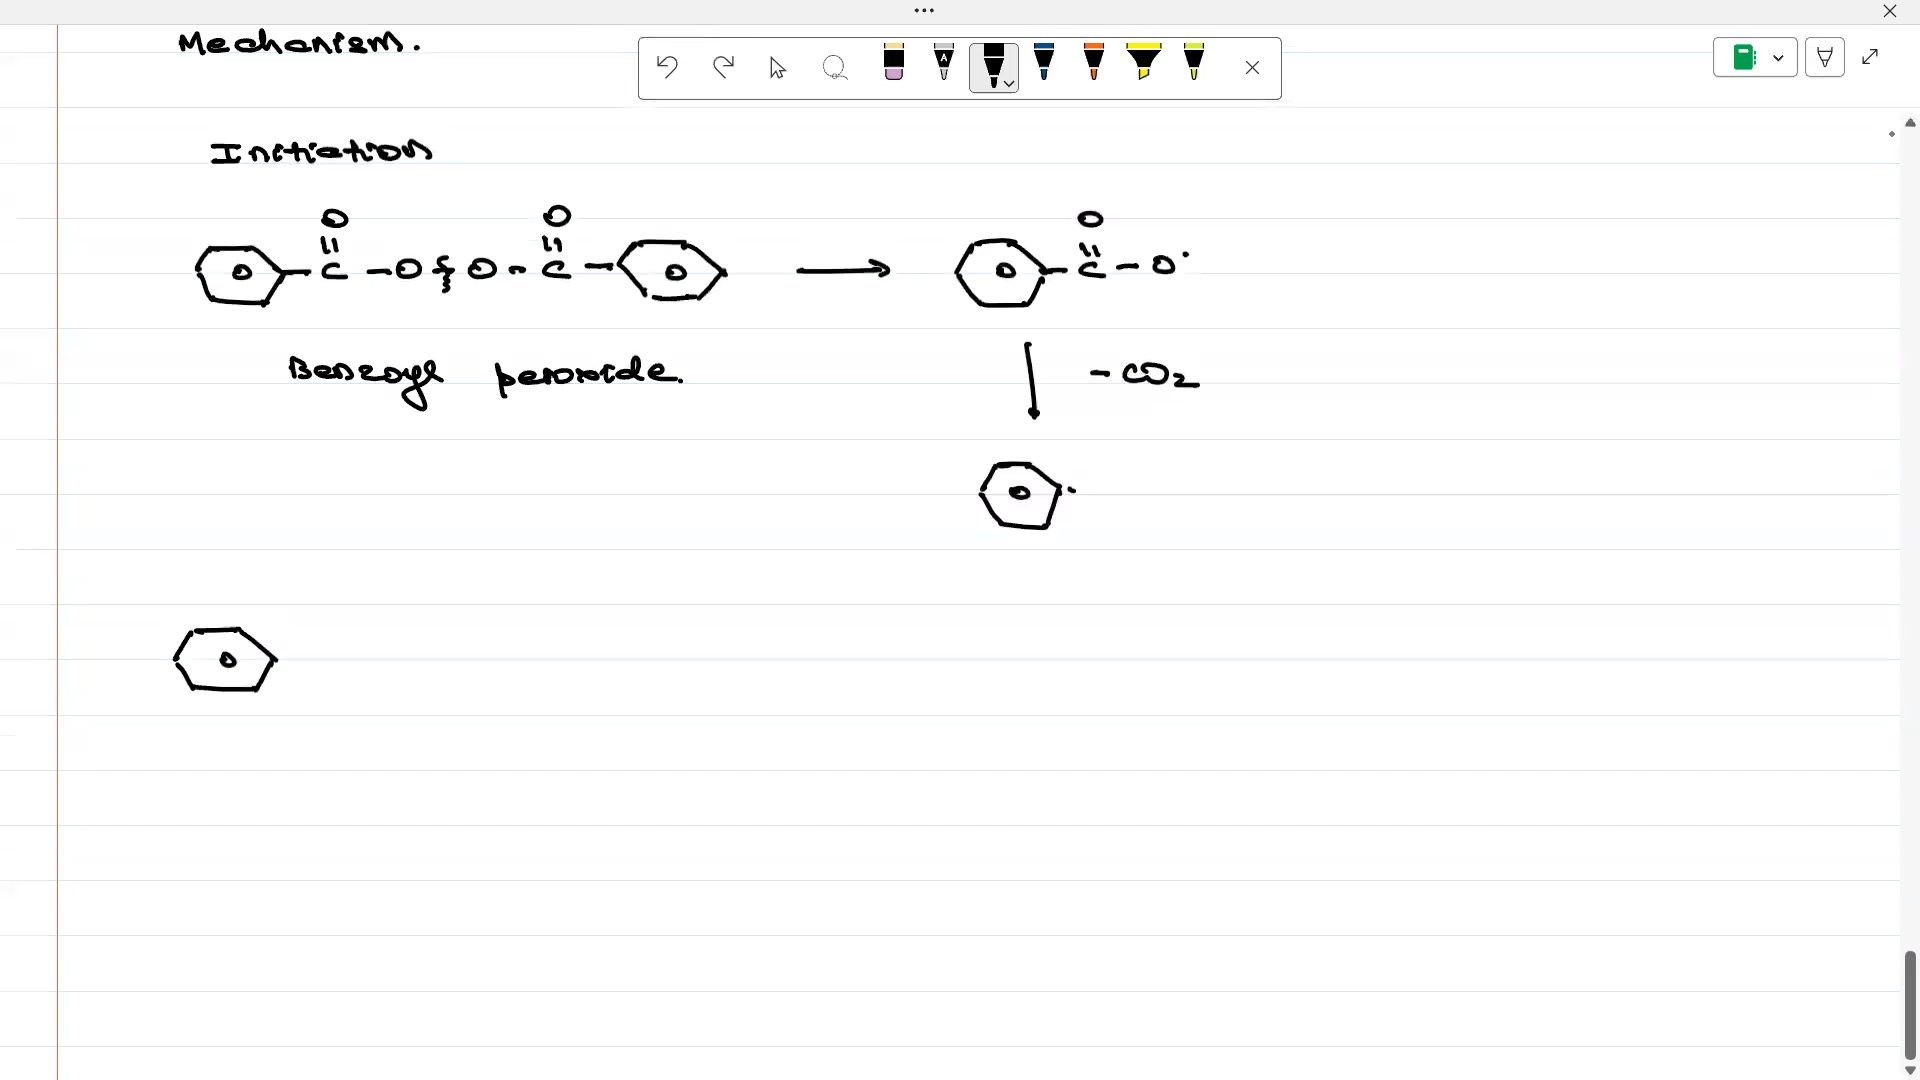 Mechanism.
Initiation
O O O
|| || ||
C - O O - C - C - O·
Benzoyl peroxide. - CO2